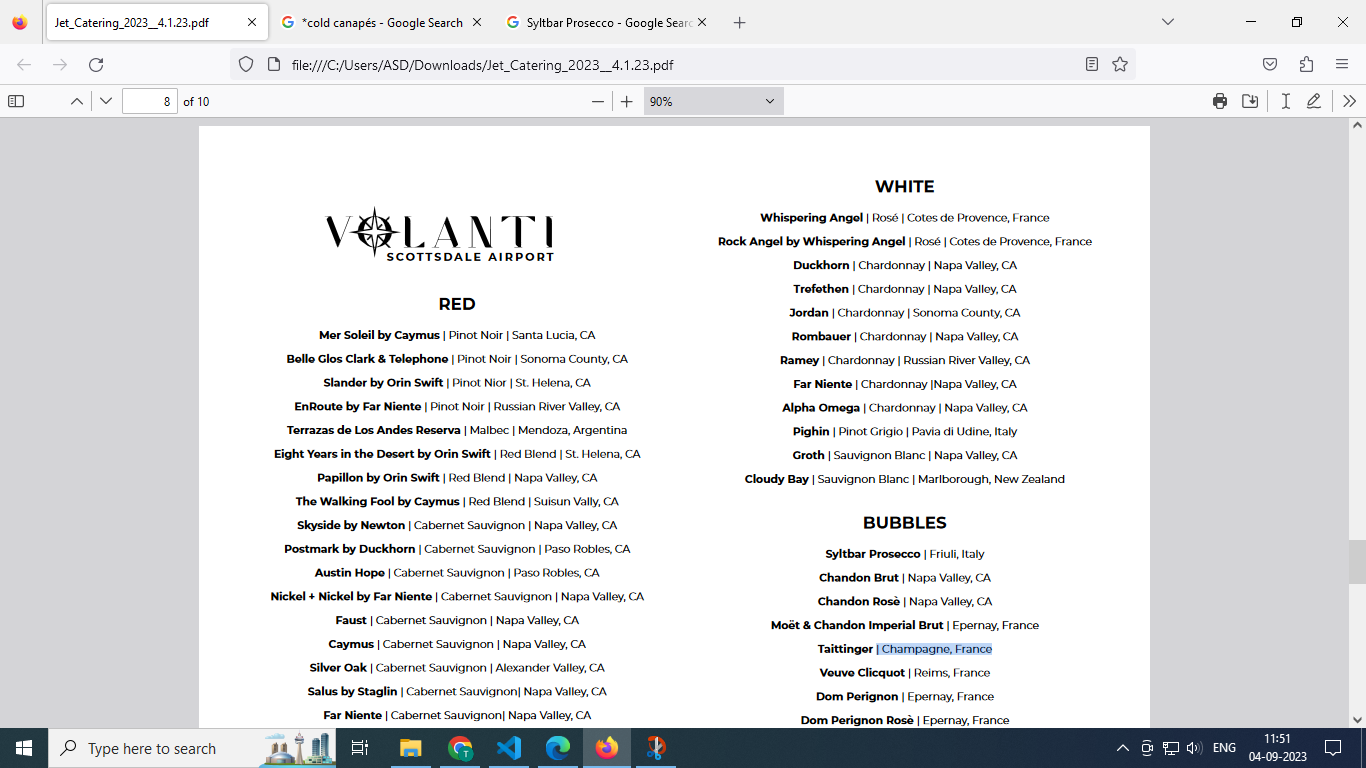 Jet_Catering_2023__4.1.23.pdf
*cold canapés - Google Search
Syltbar Prosecco - Google Searc
file:///C:/Users/ASD/Downloads/Jet_Catering_2023__4.1.23.pdf
8 of 10
90%
VOLANTI
SCOTTSDALE AIRPORT
RED
Mer Soleil by Caymus | Pinot Noir | Santa Lucia, CA
Belle Glos Clark & Telephone | Pinot Noir | Sonoma County, CA
Slander by Orin Swift | Pinot Nior | St. Helena, CA
EnRoute by Far Niente | Pinot Noir | Russian River Valley, CA
Terrazas de Los Andes Reserva | Malbec | Mendoza, Argentina
Eight Years in the Desert by Orin Swift | Red Blend | St. Helena, CA
Papillon by Orin Swift | Red Blend | Napa Valley, CA
The Walking Fool by Caymus | Red Blend | Suisun Vally, CA
Skyside by Newton | Cabernet Sauvignon | Napa Valley, CA
Postmark by Duckhorn | Cabernet Sauvignon | Paso Robles, CA
Austin Hope | Cabernet Sauvignon | Paso Robles, CA
Nickel + Nickel by Far Niente | Cabernet Sauvignon | Napa Valley, CA
Faust | Cabernet Sauvignon | Napa Valley, CA
Caymus | Cabernet Sauvignon | Napa Valley, CA
Silver Oak | Cabernet Sauvignon | Alexander Valley, CA
Salus by Staglin | Cabernet Sauvignon| Napa Valley, CA
Far Niente | Cabernet Sauvignon| Napa Valley, CA
WHITE
Whispering Angel | Rosé | Cotes de Provence, France
Rock Angel by Whispering Angel | Rosé | Cotes de Provence, France
Duckhorn | Chardonnay | Napa Valley, CA
Trefethen | Chardonnay | Napa Valley, CA
Jordan | Chardonnay | Sonoma County, CA
Rombauer | Chardonnay | Napa Valley, CA
Ramey | Chardonnay | Russian River Valley, CA
Far Niente | Chardonnay |Napa Valley, CA
Alpha Omega | Chardonnay | Napa Valley, CA
Pighin | Pinot Grigio | Pavia di Udine, Italy
Groth | Sauvignon Blanc | Napa Valley, CA
Cloudy Bay | Sauvignon Blanc | Marlborough, New Zealand
BUBBLES
Syltbar Prosecco | Friuli, Italy
Chandon Brut | Napa Valley, CA
Chandon Rosè | Napa Valley, CA
Moët & Chandon Imperial Brut | Epernay, France
Taittinger | Champagne, France
Veuve Clicquot | Reims, France
Dom Perignon | Epernay, France
Dom Perignon Rosè | Epernay, France
Type here to search
ENG
11:51
04-09-2023